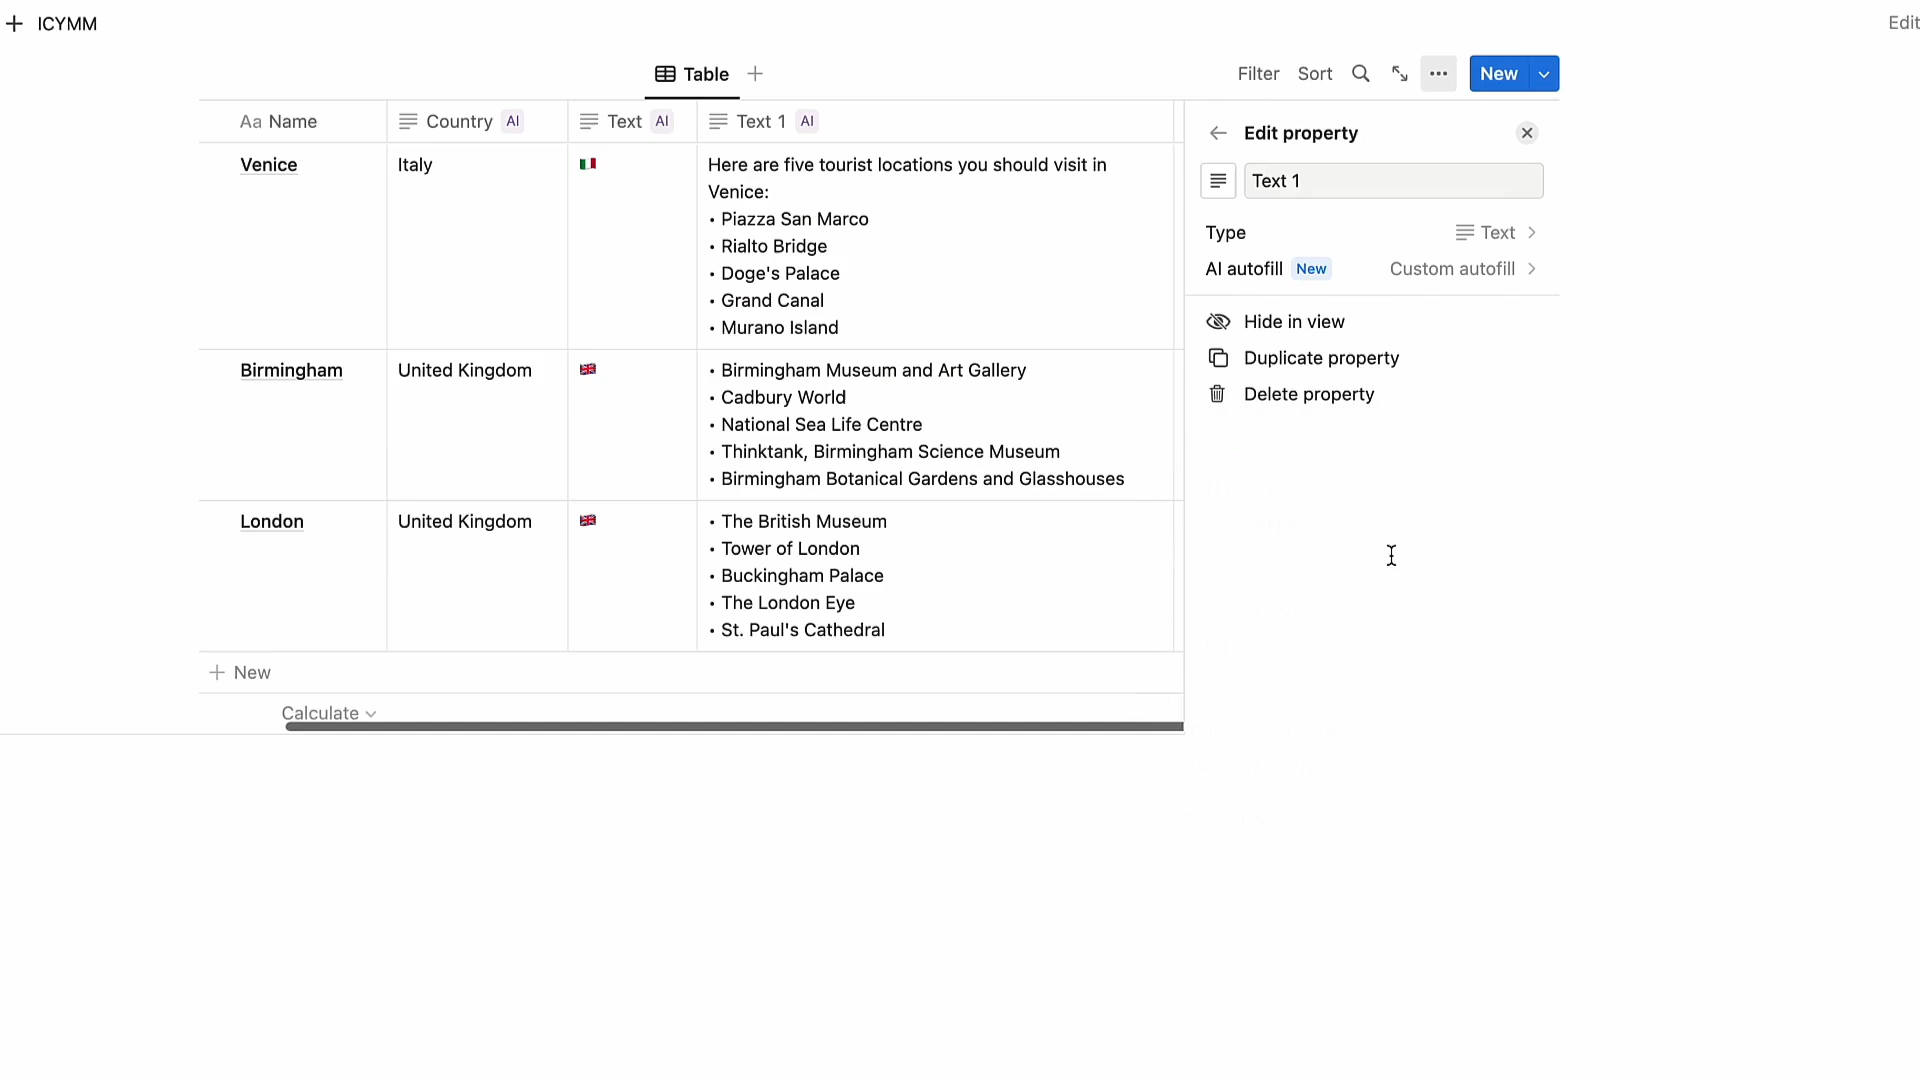 + ICYMM
Edit
Table +
Filter Sort ... New
Aa Name
Country AI
Text AI
Text 1 AI
Venice
Italy
🇮🇹
Here are five tourist locations you should visit in
Venice:
• Piazza San Marco
• Rialto Bridge
• Doge's Palace
• Grand Canal
• Murano Island
Birmingham
United Kingdom
🇬🇧
• Birmingham Museum and Art Gallery
• Cadbury World
• National Sea Life Centre
• Thinktank, Birmingham Science Museum
• Birmingham Botanical Gardens and Glasshouses
London
United Kingdom
🇬🇧
• The British Museum
• Tower of London
• Buckingham Palace
• The London Eye
• St. Paul's Cathedral
+ New
Calculate
Edit property
Text 1
Type
Text
AI autofill New
Custom autofill
Hide in view
Duplicate property
Delete property